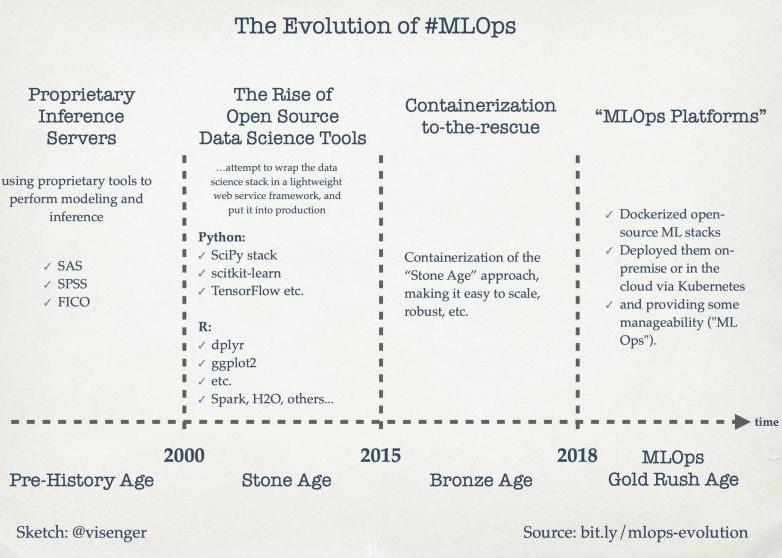 The Evolution of #MLOps
Proprietary
Inference
Servers
using proprietary tools to
perform modeling and
inference
✓ SAS
✓ SPSS
✓ FICO
The Rise of
Open Source
Data Science Tools
...attempt to wrap the data
science stack in a lightweight
web service framework, and
put it into production
Python:
✓ SciPy stack
✓ scitkit-learn
✓ TensorFlow etc.
R:
✓ dplyr
✓ ggplot2
✓ etc.
✓ Spark, H2O, others...
Containerization
to-the-rescue
Containerization of the
“Stone Age” approach,
making it easy to scale,
robust, etc.
“MLOps Platforms”
✓ Dockerized open-
source ML stacks
✓ Deployed them on-
premise or in the
cloud via Kubernetes
✓ and providing some
manageability ("ML
Ops").
time
2000
2015
2018
Pre-History Age
Stone Age
Bronze Age
MLOps
Gold Rush Age
Sketch: @visenger
Source: bit.ly/mlops-evolution